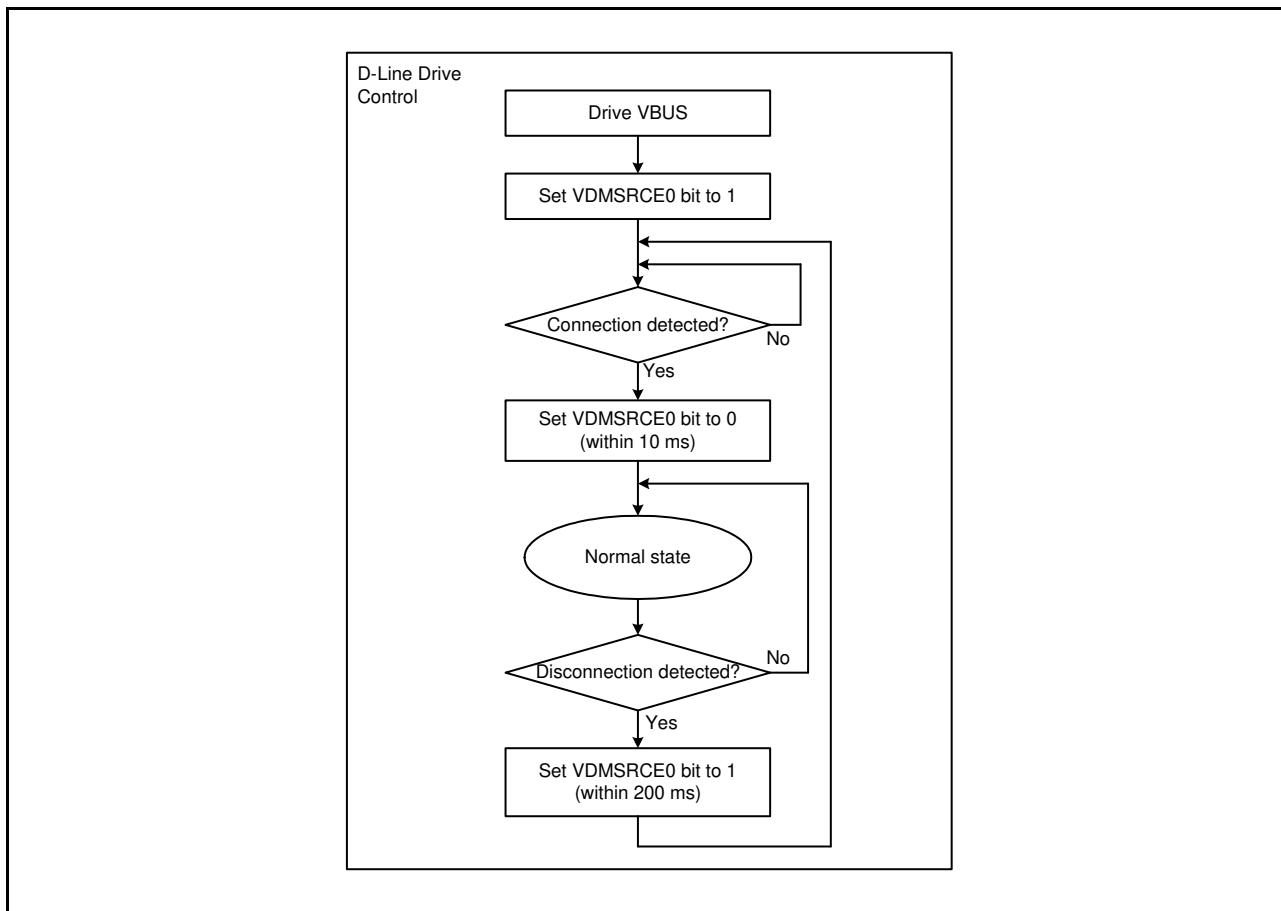 D-Line Drive
Control
Drive VBUS
Set VDMSRCE0 bit to 1
Connection detected?
No
Yes
Set VDMSRCE0 bit to 0
(within 10 ms)
Normal state
Disconnection detected?
No
Yes
Set VDMSRCE0 bit to 1
(within 200 ms)